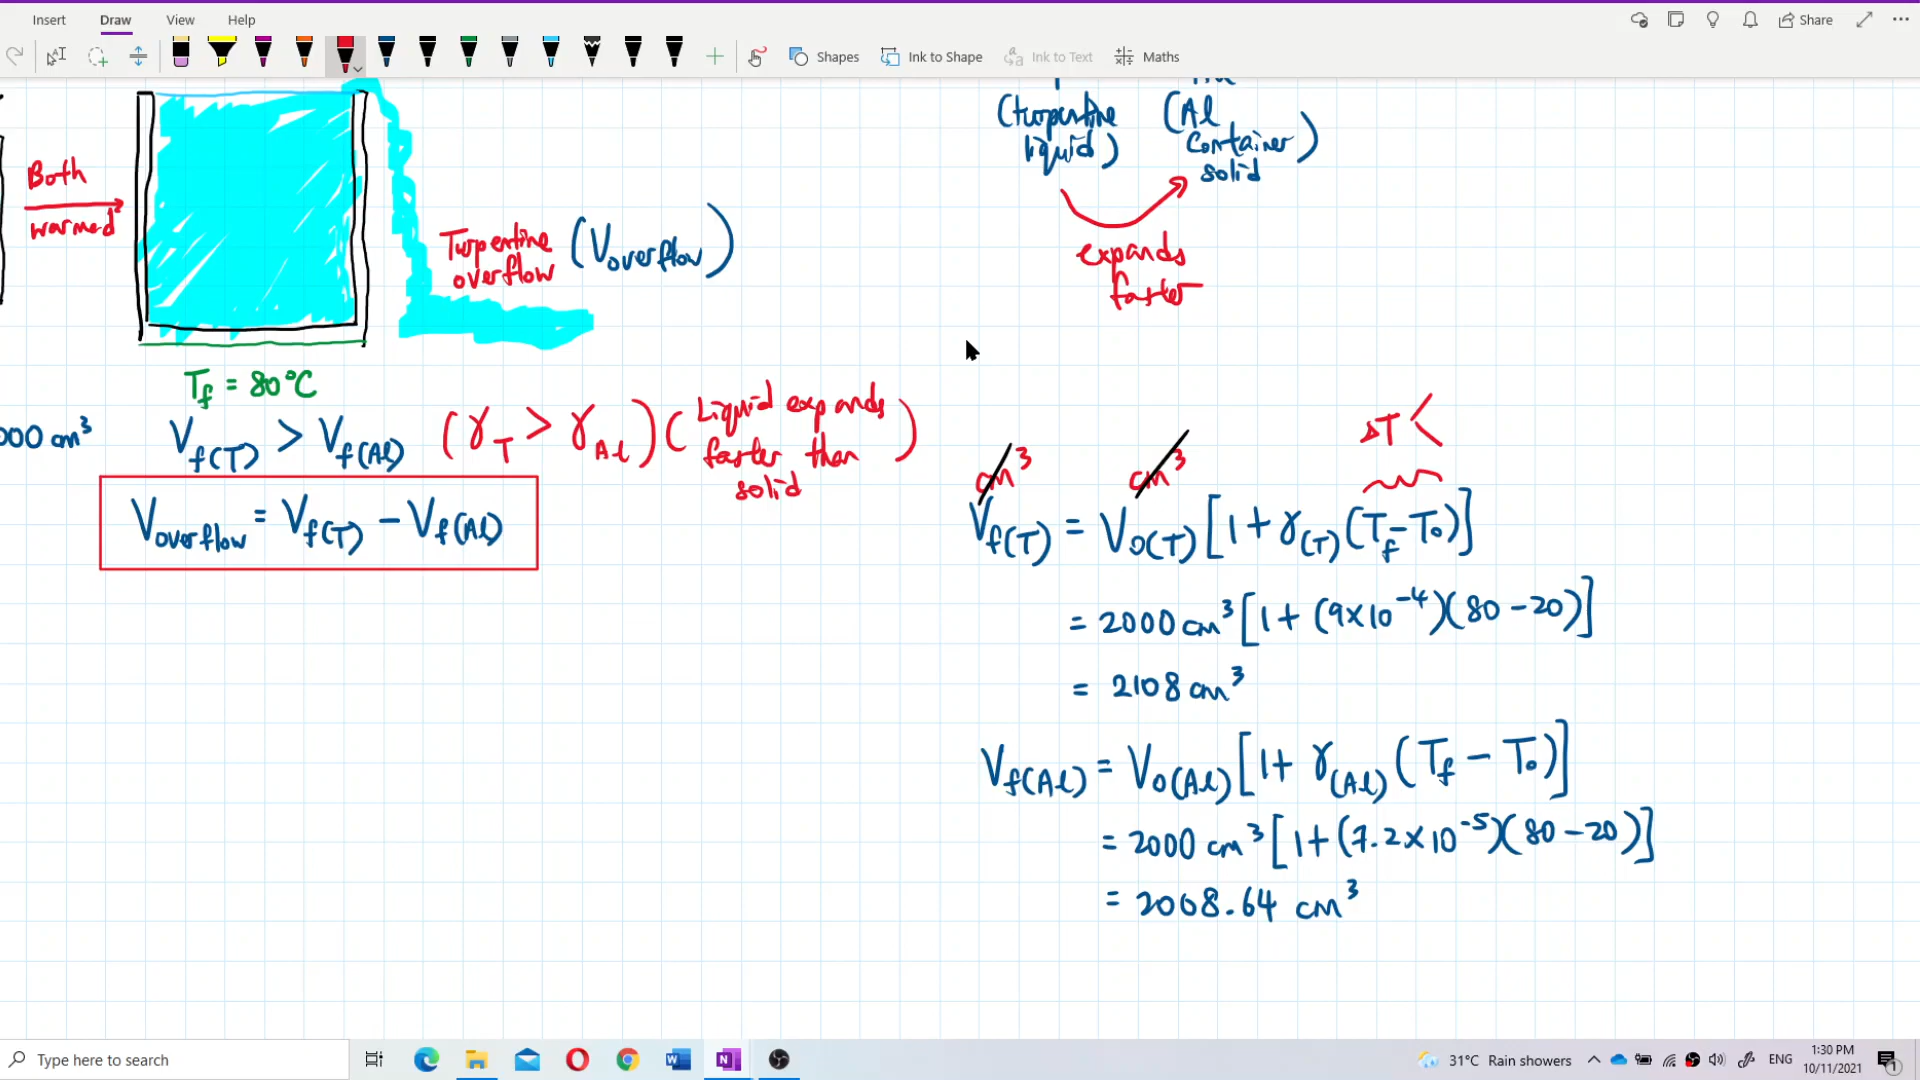 Insert Draw View Help
Share
Shapes Ink to Shape Ink to Text Maths
(turpentine liquid) (Al container solid)
expands
faster
Both
warmed
Turpentine
overflow (Voverflow)
Tf = 80°C
000 cm³ Vf(T) > Vf(Al) (γT > γAl) (Liquid expands
faster than
solid)
Voverflow = Vf(T) - Vf(Al)
ΔT <
cm³ cm³
Vf(T) = Vo(T) [1 + γ(T) (Tf - To)]
= 2000 cm³ [1 + (9x10⁻⁴)(80 - 20)]
= 2108 cm³
Vf(Al) = Vo(Al) [1 + γ(Al) (Tf - To)]
= 2000 cm³ [1 + (7.2 x 10⁻⁵)(80 - 20)]
= 2008.64 cm³
Type here to search
31°C Rain showers ENG 1:30 PM
10/11/2021
1